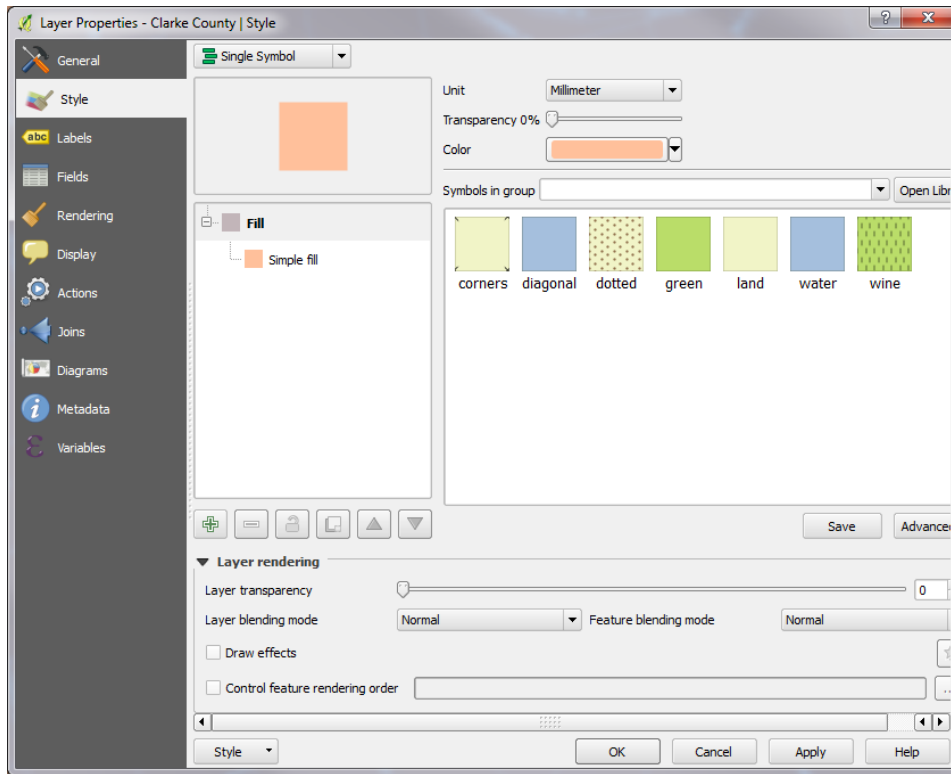 Layer Properties - Clarke County | Style
General
Style
abc Labels
Fields
Rendering
Display
Actions
Joins
Diagrams
Metadata
Variables
Single Symbol
Unit Millimeter
Transparency 0%
Color
Symbols in group Open Libr
Fill
Simple fill
corners diagonal dotted green land water wine
Save Advance
Layer rendering
Layer transparency 0
Layer blending mode Normal Feature blending mode Normal
Draw effects
Control feature rendering order ...
Style OK Cancel Apply Help